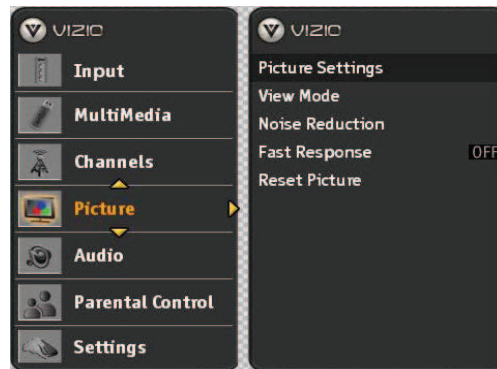 VIZIO
Input
MultiMedia
Channels
Picture
Audio
Parental Control
Settings
VIZIO
Picture Settings
View Mode
Noise Reduction
Fast Response OFF
Reset Picture